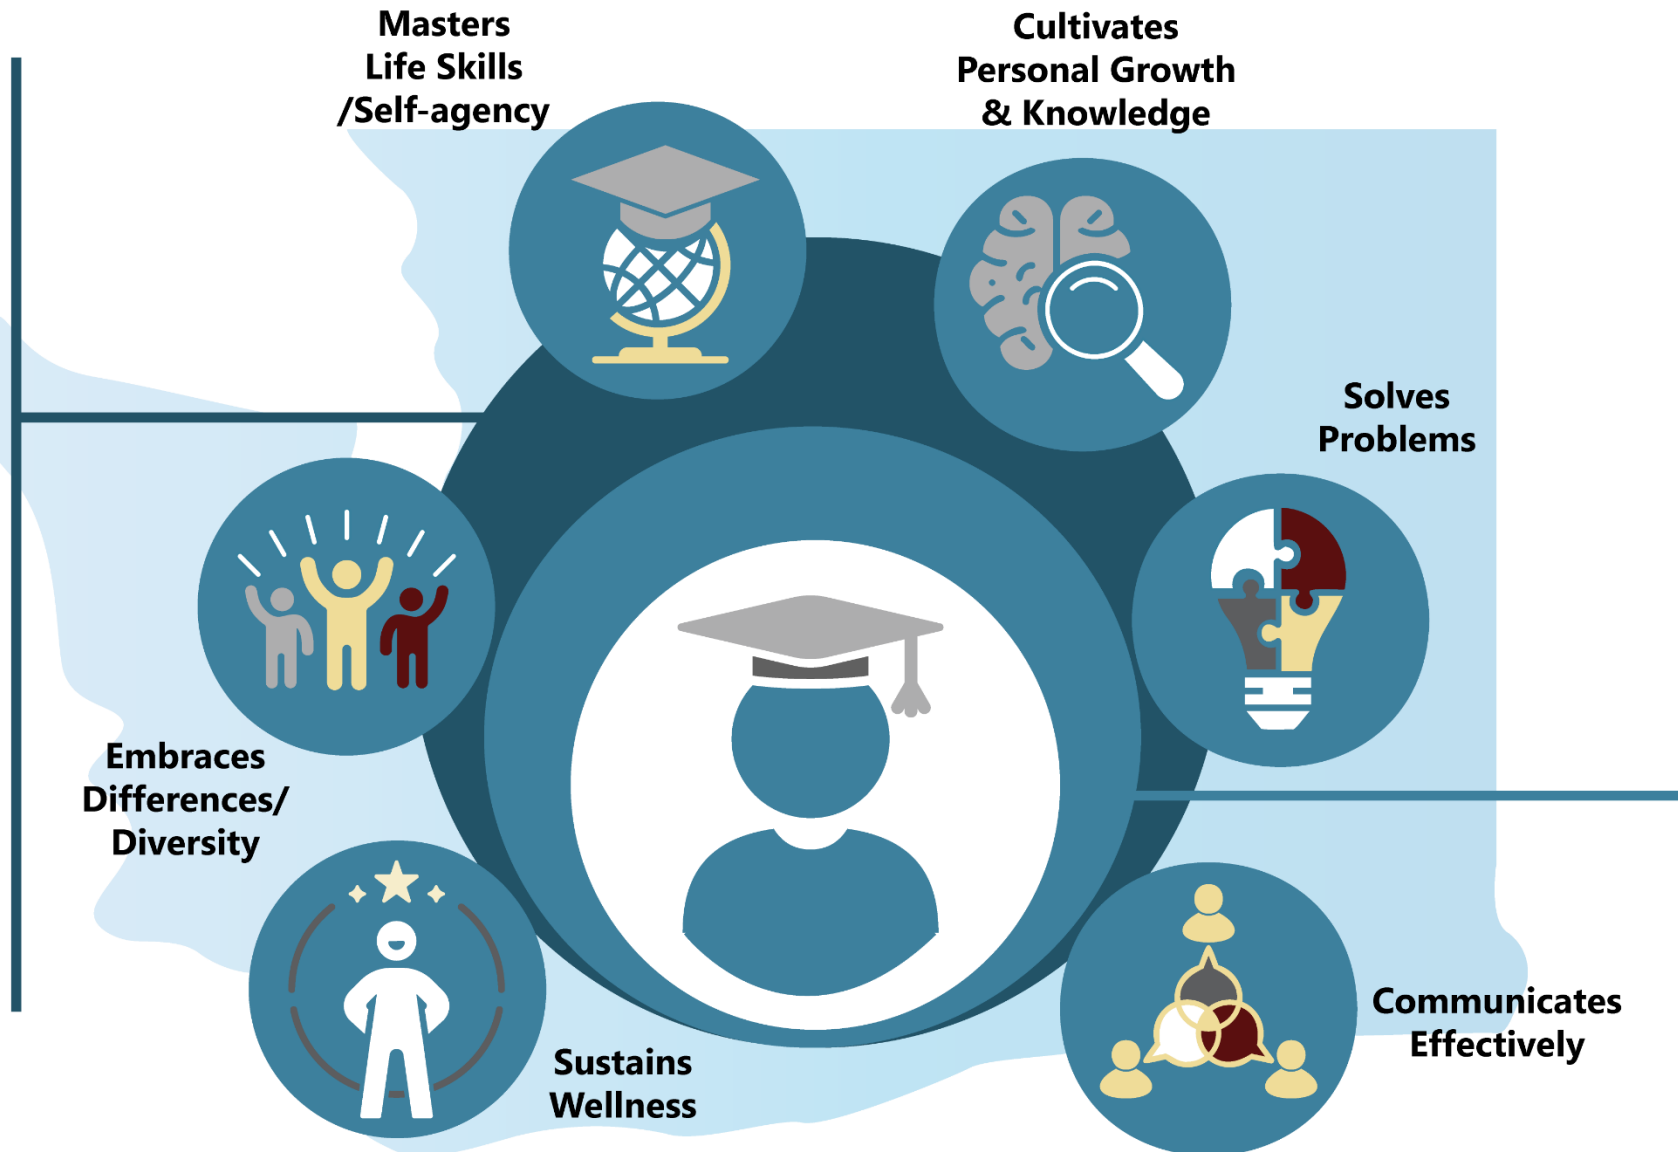 Masters
Life Skills
/Self-agency
Cultivates
Personal Growth
& Knowledge
Solves
Problems
Embraces
Differences/
Diversity
Communicates
Effectively
Sustains
Wellness